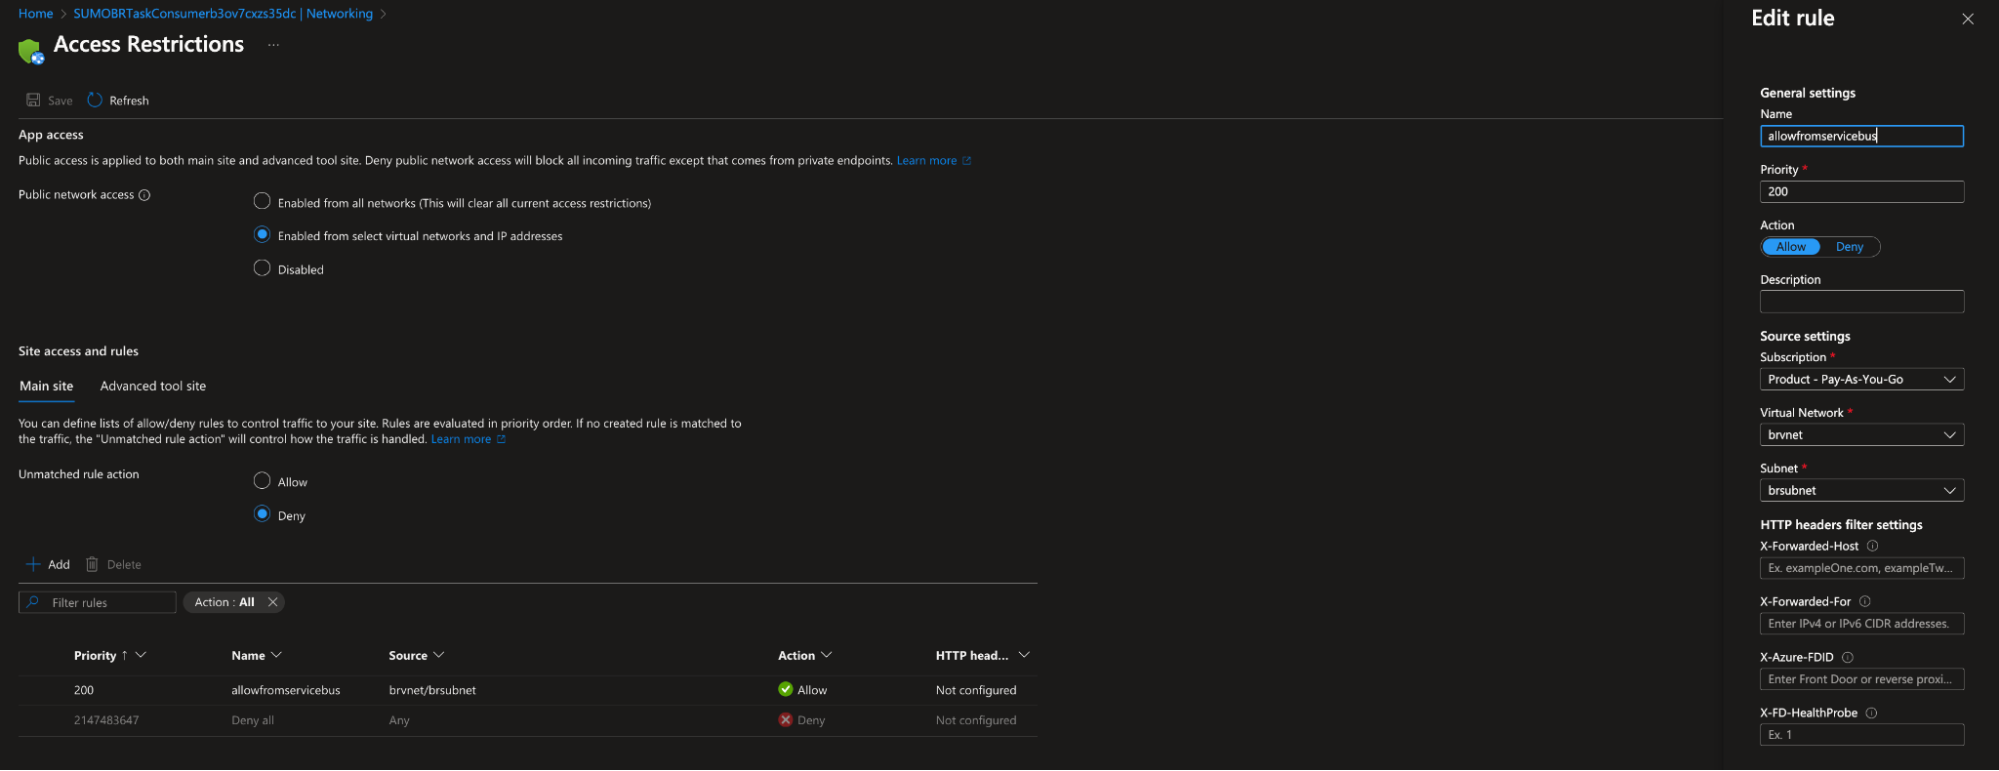 Home > SUMOBRTaskConsumerb3ov7cxzs35dc | Networking >
Access Restrictions ...
Save Refresh
App access
Public access is applied to both main site and advanced tool site. Deny public network access will block all incoming traffic except that comes from private endpoints. Learn more
Public network access
Enabled from all networks (This will clear all current access restrictions)
Enabled from select virtual networks and IP addresses
Disabled
Site access and rules
Main site Advanced tool site
You can define lists of allow/deny rules to control traffic to your site. Rules are evaluated in priority order. If no created rule is matched to
the traffic, the "Unmatched rule action" will control how the traffic is handled. Learn more
Unmatched rule action
Allow
Deny
Add Delete
Filter rules Action : All
Priority ↑ Name Source Action HTTP head...
200 allowfromservicebus brvnet/brsubnet Allow Not configured
2147483647 Deny all Any Deny Not configured
Edit rule
General settings
Name
allowfromservicebus
Priority *
200
Action
Allow Deny
Description
Source settings
Subscription *
Product - Pay-As-You-Go
Virtual Network *
brvnet
Subnet *
brsubnet
HTTP headers filter settings
X-Forwarded-Host
Ex. exampleOne.com, exampleTw...
X-Forwarded-For
Enter IPv4 or IPv6 CIDR addresses.
X-Azure-FDID
Enter Front Door or reverse proxi...
X-FD-HealthProbe
Ex. 1